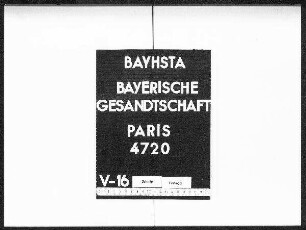 BAYHSTA
BAYERISCHE
GESANDTSCHAFT
PARIS
4720
V-16